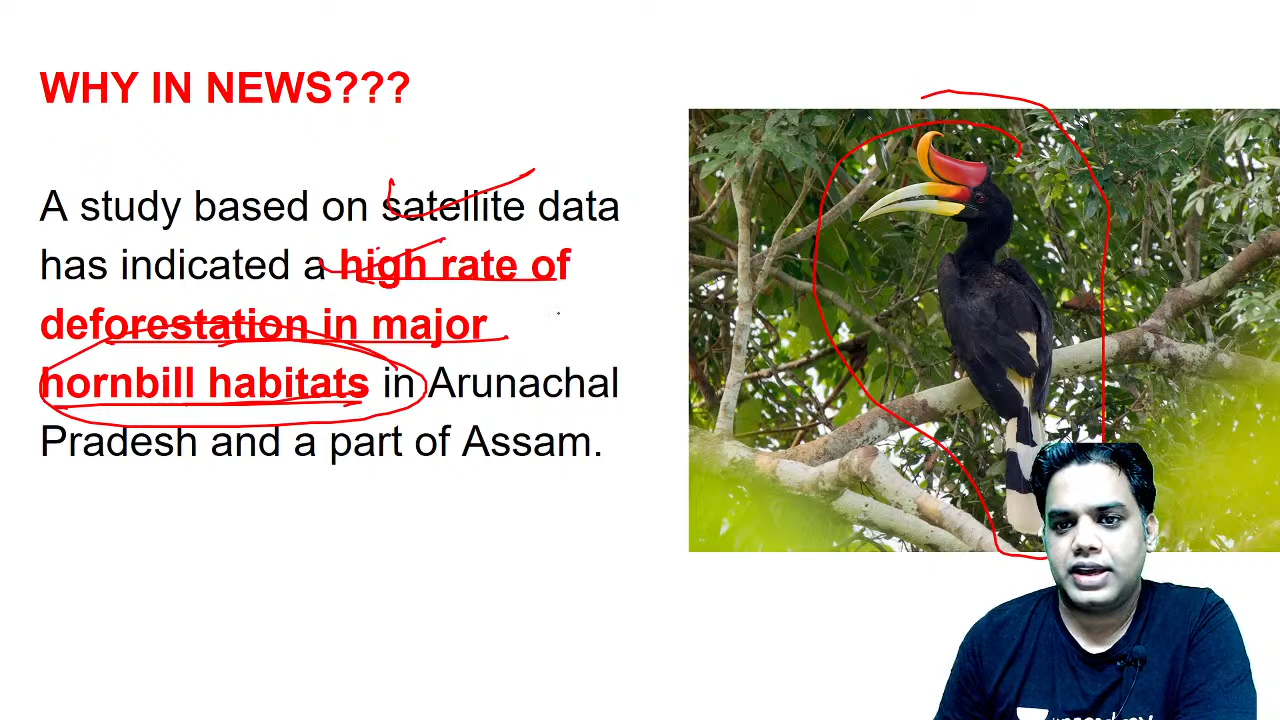 WHY IN NEWS???
A study based on satellite data
has indicated a high rate of
deforestation in major
hornbill habitats in Arunachal
Pradesh and a part of Assam.